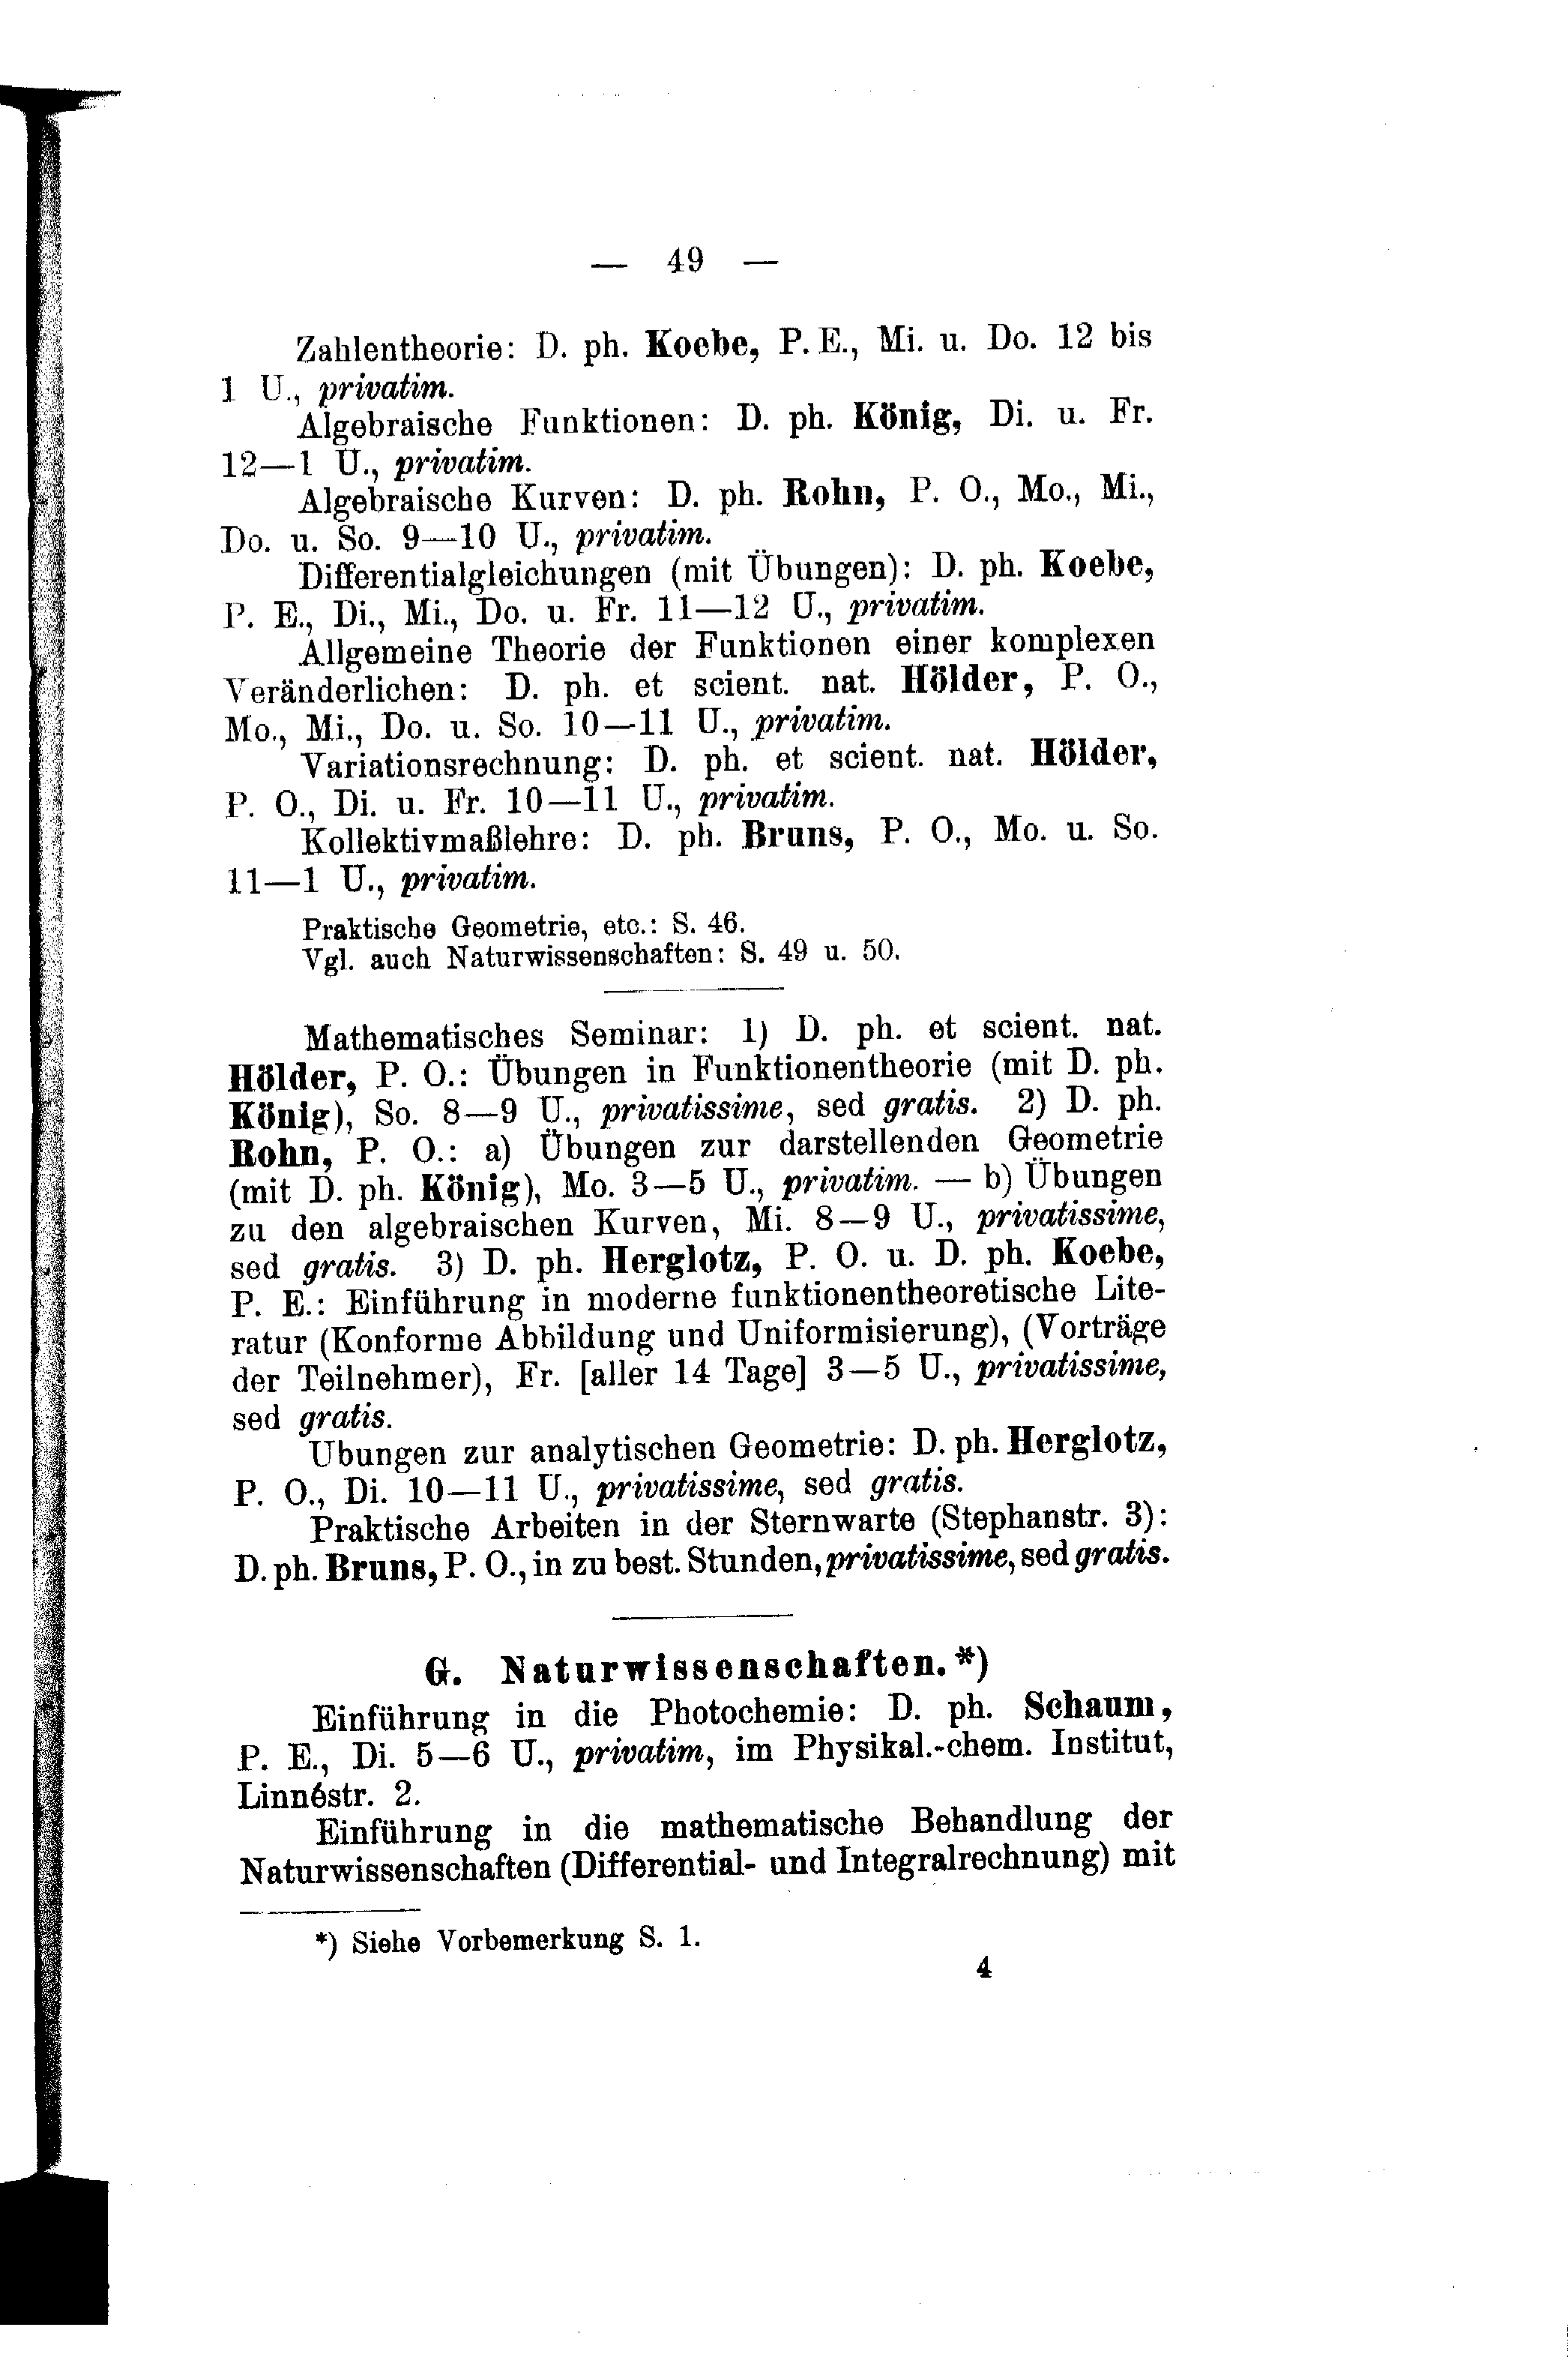 — 49 —
Zahlentheorie: D. ph. Koebe, P. E., Mi. u. Do. 12 bis
1 U., privatim.
Algebraische Funktionen: D. ph. König, Di. u. Fr.
12—1 U., privatim.
Algebraische Kurven: D. ph. Rohn, P. O., Mo., Mi.,
Do. u. So. 9—10 U., privatim.
Differentialgleichungen (mit Übungen): D. ph. Koebe,
P. E., Di., Mi., Do. u. Fr. 11—12 U., privatim.
Allgemeine Theorie der Funktionen einer komplexen
Veränderlichen: D. ph. et scient. nat. Hölder, P. O.,
Mo., Mi., Do. u. So. 10—11 U., privatim.
Variationsrechnung: D. ph. et scient. nat. Hölder,
P. O., Di. u. Fr. 10—11 U., privatim.
Kollektivmaßlehre: D. ph. Bruns, P. O., Mo. u. So.
11—1 U., privatim.
Praktische Geometrie, etc.: S. 46.
Vgl. auch Naturwissenschaften: S. 49 u. 50.
Mathematisches Seminar: 1) D. ph. et scient. nat.
Hölder, P. O.: Übungen in Funktionentheorie (mit D. ph.
König), So. 8—9 U., privatissime, sed gratis. 2) D. ph.
Rohn, P. O.: a) Übungen zur darstellenden Geometrie
(mit D. ph. König), Mo. 3—5 U., privatim. — b) Übungen
zu den algebraischen Kurven, Mi. 8—9 U., privatissime,
sed gratis. 3) D. ph. Herglotz, P. O. u. D. ph. Koebe,
P. E.: Einführung in moderne funktionentheoretische Lite-
ratur (Konforme Abbildung und Uniformisierung), (Vorträge
der Teilnehmer), Fr. [aller 14 Tage] 3—5 U., privatissime,
sed gratis.
Übungen zur analytischen Geometrie: D. ph. Herglotz,
P. O., Di. 10—11 U., privatissime, sed gratis.
Praktische Arbeiten in der Sternwarte (Stephanstr. 3):
D. ph. Bruns, P. O., in zu best. Stunden, privatissime, sed gratis.
G. Naturwissenschaften.*)
Einführung in die Photochemie: D. ph. Schaum,
P. E., Di. 5—6 U., privatim, im Physikal.-chem. Institut,
Linnéstr. 2.
Einführung in die mathematische Behandlung der
Naturwissenschaften (Differential- und Integralrechnung) mit
*) Siehe Vorbemerkung S. 1.
4